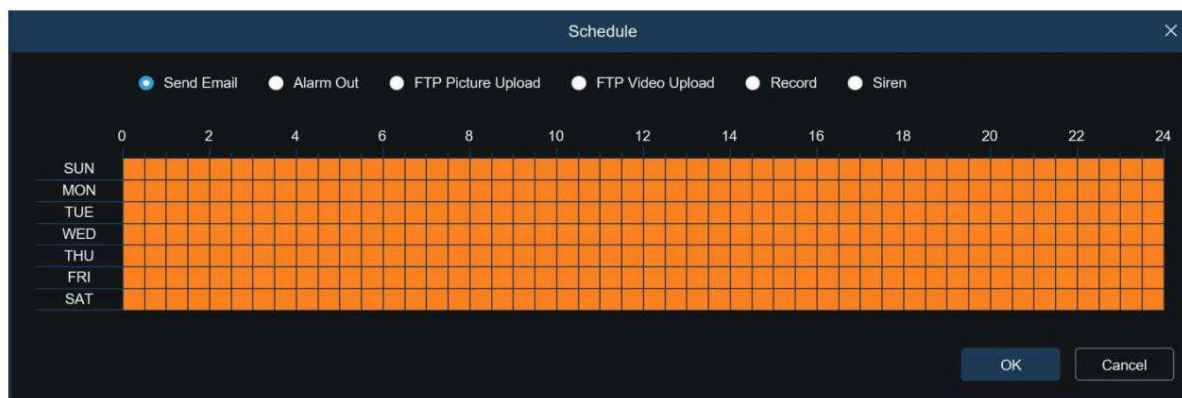 Schedule
Send Email Alarm Out FTP Picture Upload FTP Video Upload Record Siren
0 2 4 6 8 10 12 14 16 18 20 22 24
SUN
MON
TUE
WED
THU
FRI
SAT
OK Cancel